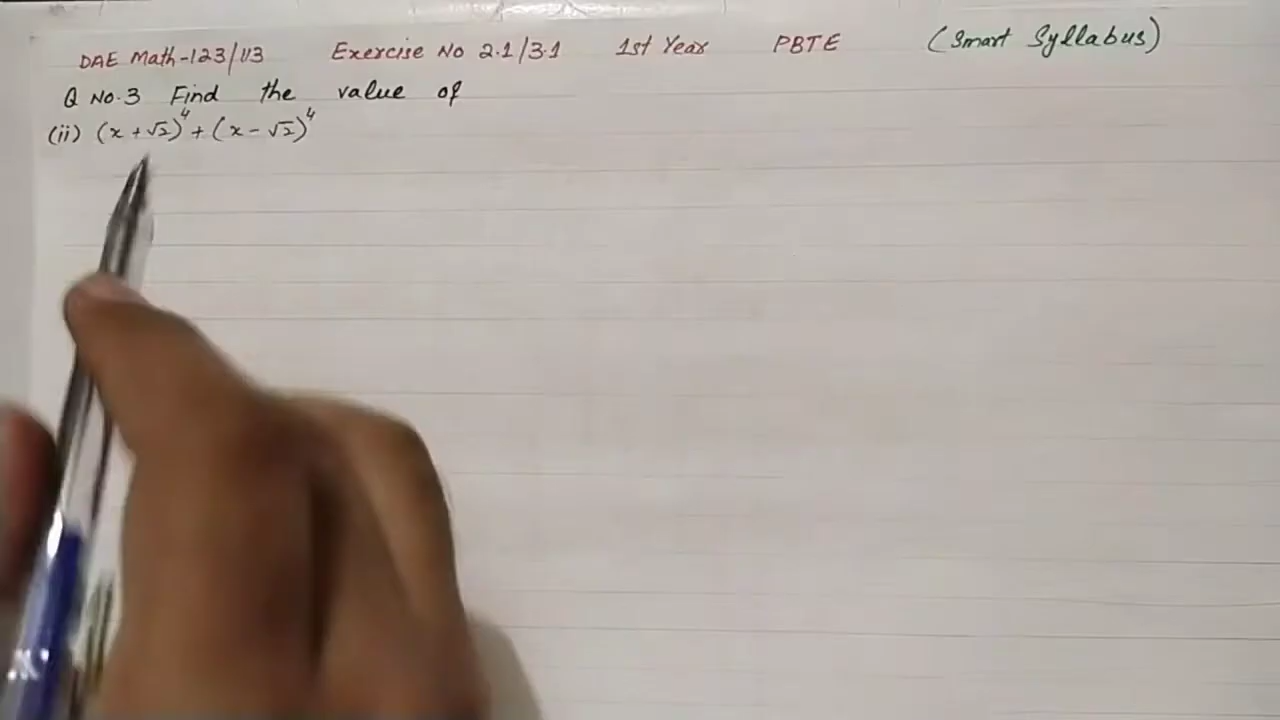 DAE Math-123/113 Exercise No 2.1/3.1 1st Year PBTE (Smart Syllabus)
Q No.3 Find the value of
(ii) (x + √2)⁴ + (x - √2)⁴